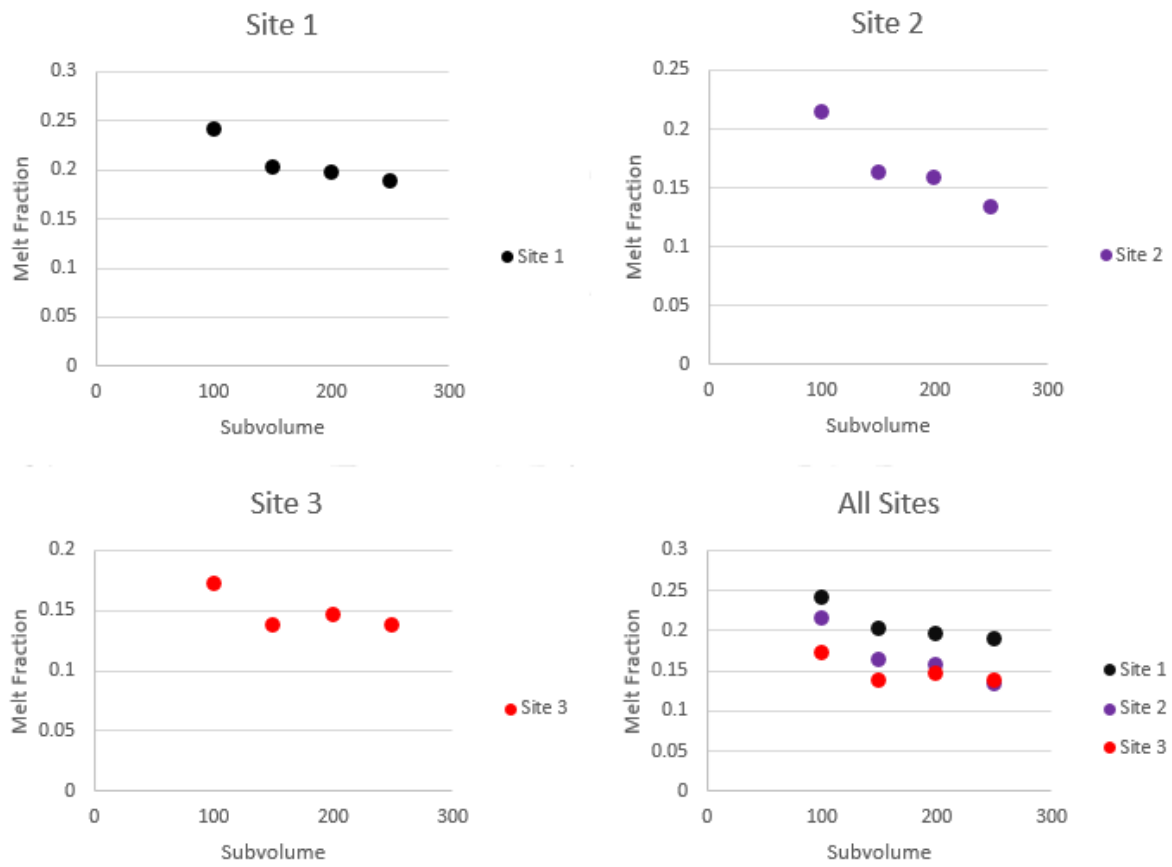 Site 1
0.3
0.25
0.2
0.15
0.1
0.05
0
Melt Fraction
0 100 200 300
Subvolume
Site 1
Site 2
0.25
0.2
0.15
0.1
0.05
0
Melt Fraction
0 100 200 300
Subvolume
Site 2
Site 3
0.2
0.15
0.1
0.05
0
Melt Fraction
0 100 200 300
Subvolume
Site 3
All Sites
0.3
0.25
0.2
0.15
0.1
0.05
0
Melt Fraction
0 100 200 300
Subvolume
Site 1
Site 2
Site 3